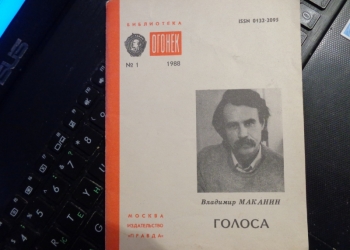 БИБЛИОТЕКА
ОГОНЕК
№ 1 1988
ISSN 0132-2095
Владимир МАКАНИН
ГОЛОСА
МОСКВА
ИЗДАТЕЛЬСТВО
«ПРАВДА»